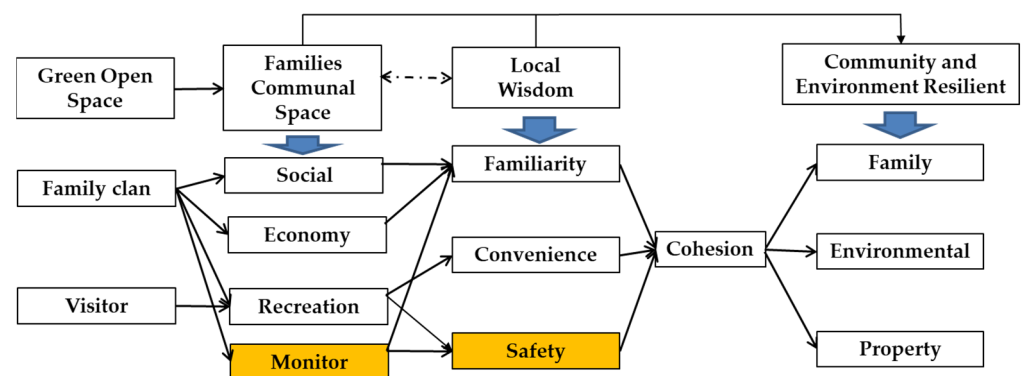 Green Open
Space
Families
Communal
Space
Local
Wisdom
Community and
Environment Resilient
Family clan
Social
Familiarity
Family
Economy
Convenience
Cohesion
Environmental
Visitor
Recreation
Monitor
Safety
Property